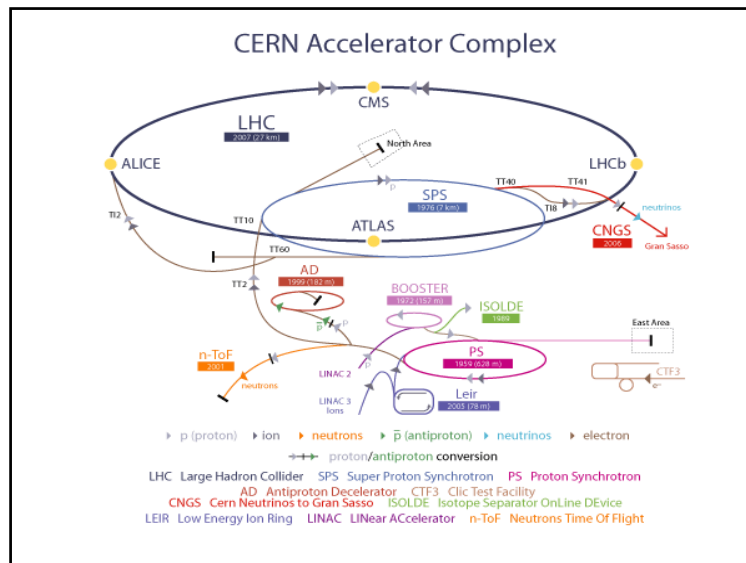 CERN Accelerator Complex
CMS
LHC
2007 (27 km)
North Area
ALICE
LHCb
TT40
TT41
SPS
1976 (7 km)
p
TI2
TI8
TT10
ATLAS
neutrinos
CNGS
2006
Gran Sasso
TT60
AD
1999 (182 m)
TT2
BOOSTER
1972 (157 m)
ISOLDE
1989
p̅
p
East Area
n-ToF
2001
PS
1959 (628 m)
LINAC 2
p
neutrons
CTF3
e-
LINAC 3
Ions
Leir
2005 (78 m)
p (proton) ion neutrons p̅ (antiproton) neutrinos electron
proton/antiproton conversion
LHC Large Hadron Collider SPS Super Proton Synchrotron PS Proton Synchrotron
AD Antiproton Decelerator CTF3 Clic Test Facility
CNGS Cern Neutrinos to Gran Sasso ISOLDE Isotope Separator OnLine DEvice
LEIR Low Energy Ion Ring LINAC LINear ACcelerator n-ToF Neutrons Time Of Flight